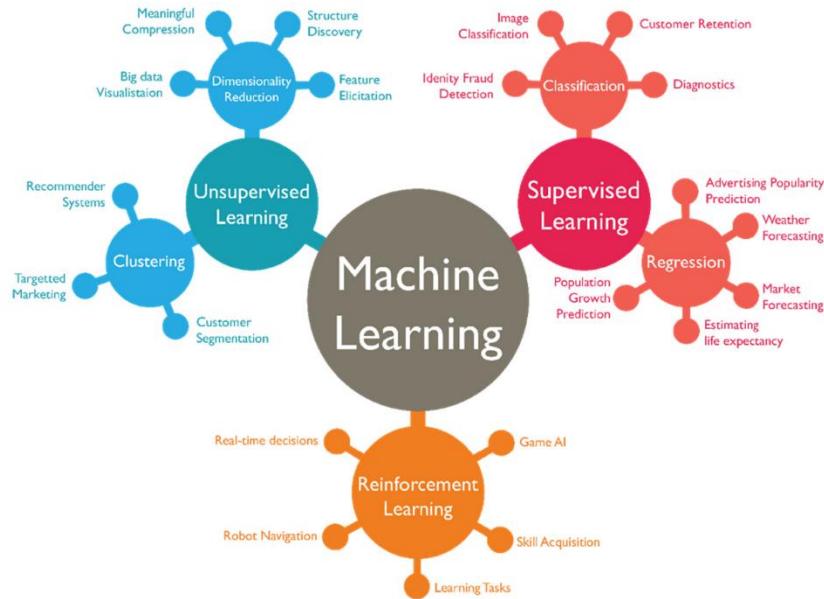 Machine
Learning
Unsupervised
Learning
Dimensionality
Reduction
Meaningful
Compression
Structure
Discovery
Big data
Visualistaion
Feature
Elicitation
Clustering
Recommender
Systems
Targetted
Marketing
Customer
Segmentation
Supervised
Learning
Classification
Image
Classification
Customer Retention
Idenity Fraud
Detection
Diagnostics
Regression
Advertising Popularity
Prediction
Weather
Forecasting
Population
Growth
Prediction
Market
Forecasting
Estimating
life expectancy
Reinforcement
Learning
Real-time decisions
Game AI
Robot Navigation
Skill Acquisition
Learning Tasks